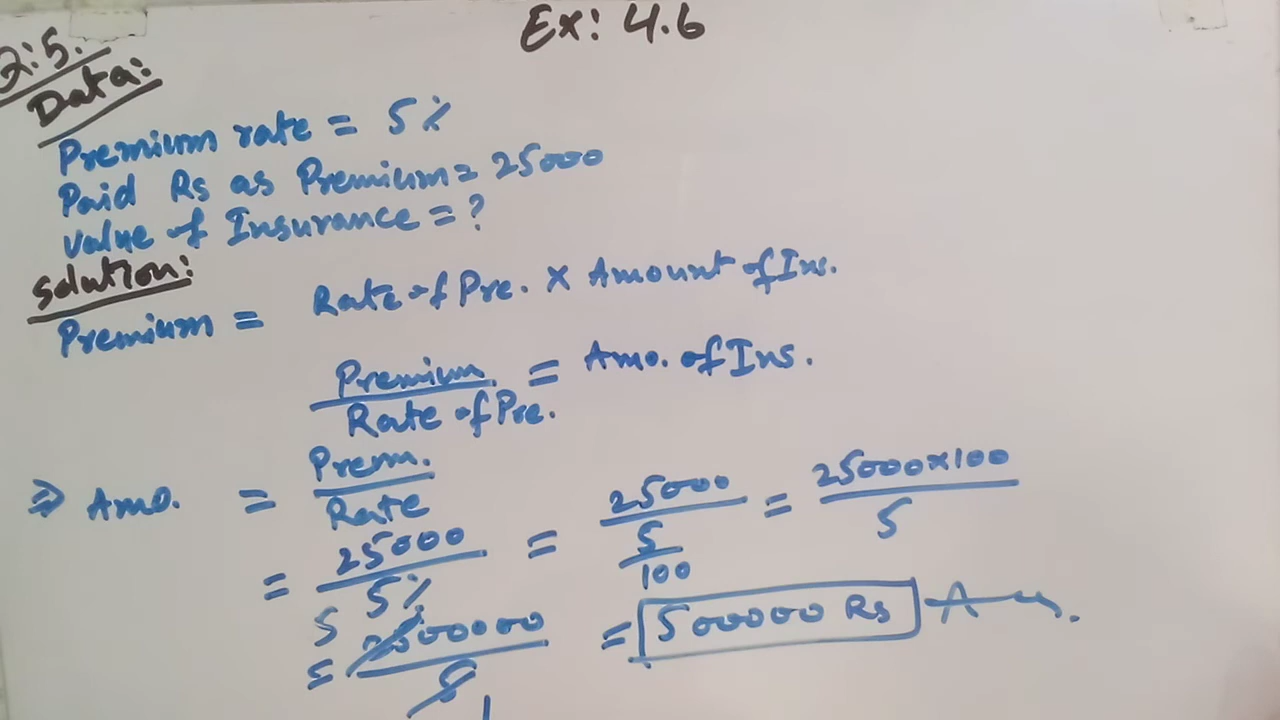 Ex: 4.6
Q:5.
Data:
Premium rate = 5%
Paid Rs as Premium = 25000
Value of Insurance = ?
Solution:
Premium = Rate of Pre. × Amount of Ins.
Premium / Rate of Pre. = Amo. of Ins.
⇒ Amo. = Prem. / Rate
= 25000 / 5% = 25000 / 5/100 = 25000×100 / 5
= 2500000 / 5 = 500000 Rs Ans.
5
1